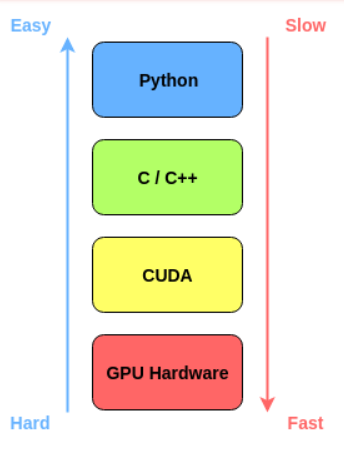 Easy
Slow
Python
C / C++
CUDA
GPU Hardware
Hard
Fast